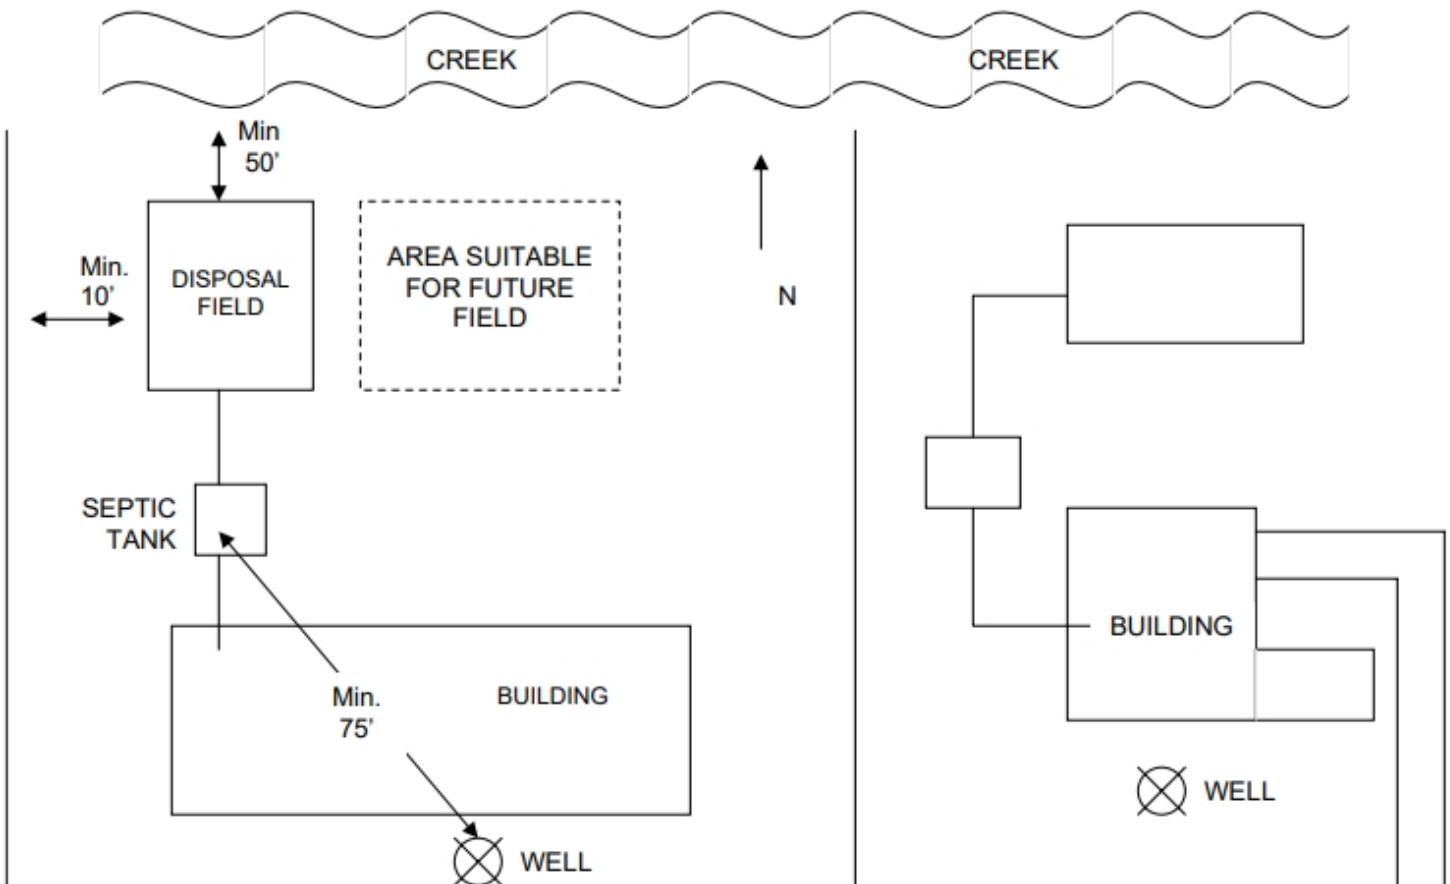 CREEK
CREEK
Min
50'
Min.
10'
DISPOSAL
FIELD
AREA SUITABLE
FOR FUTURE
FIELD
N
SEPTIC
TANK
Min.
75'
BUILDING
WELL
BUILDING
WELL